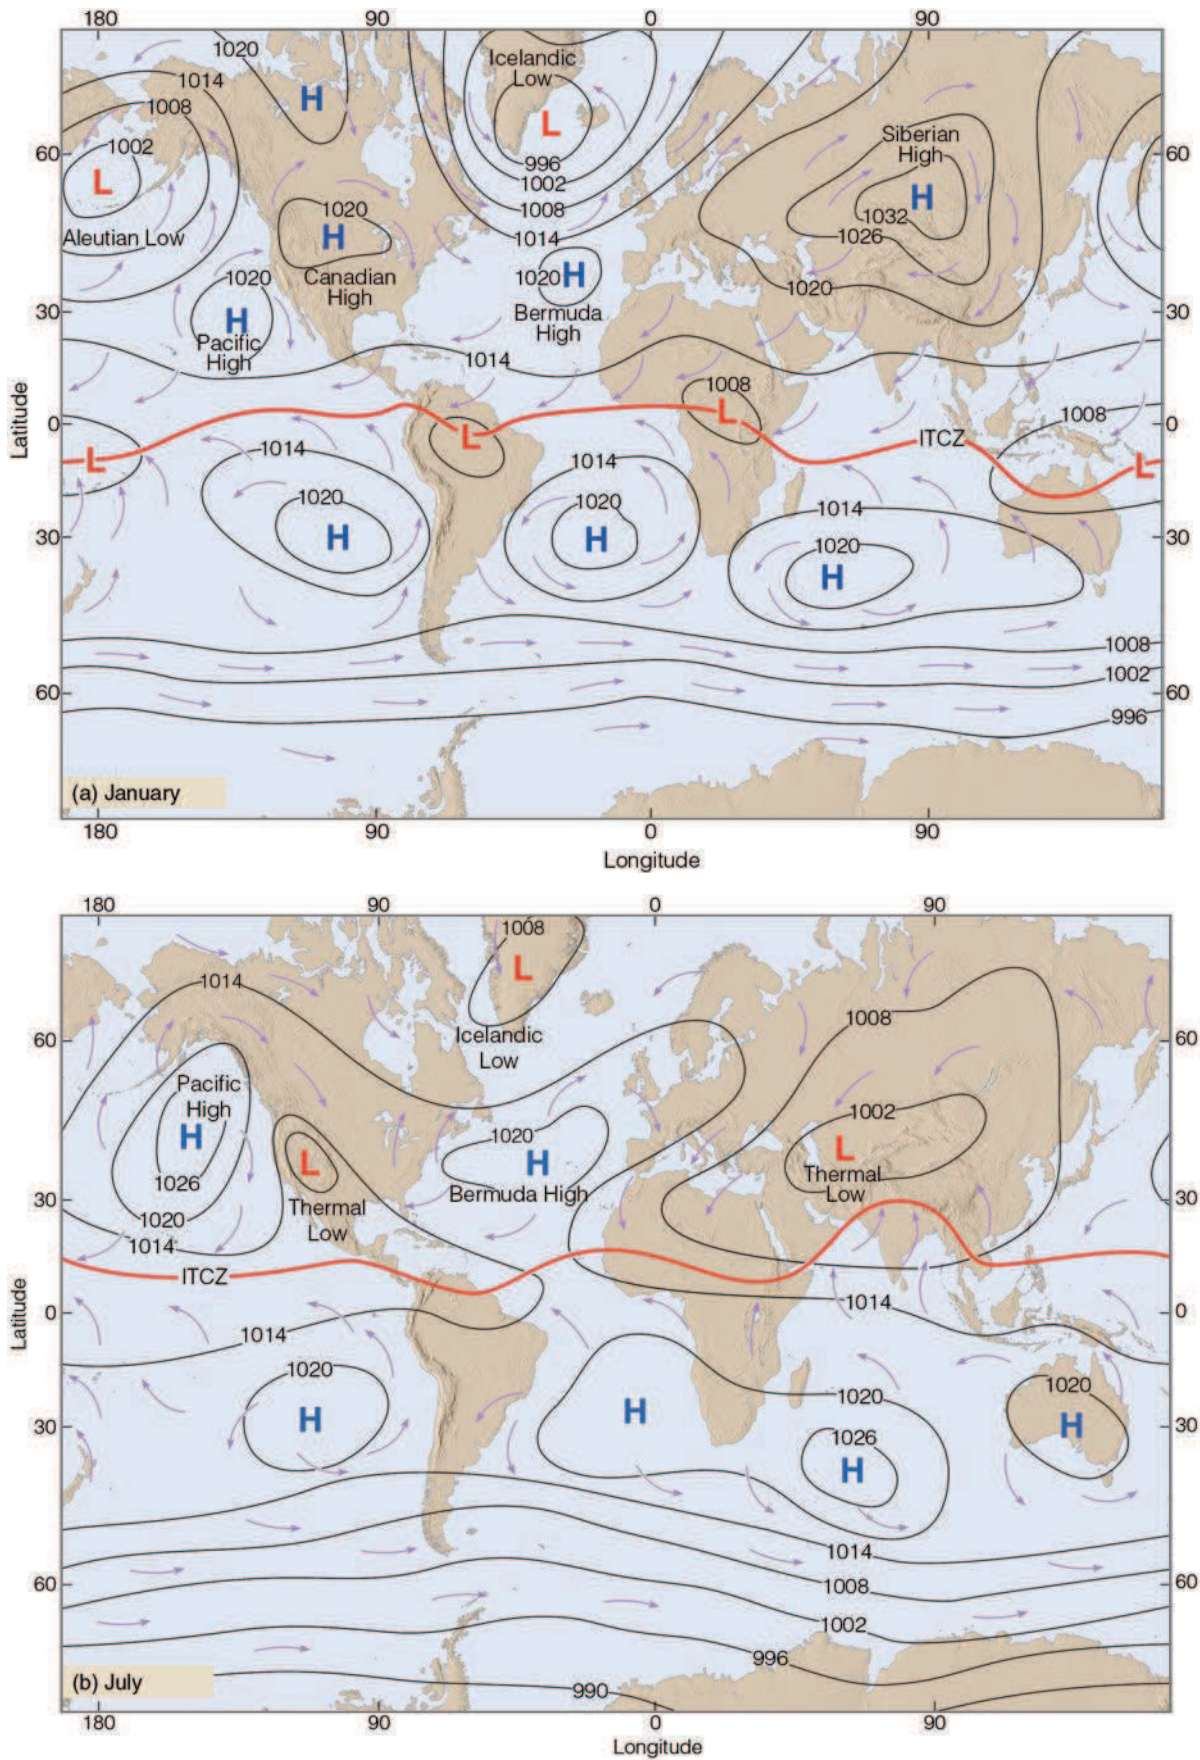 180 90 0 90
1020
Icelandic
Low
1014
H
1008
L
Siberian
High
60 1002 996 60
L
1002
H
1020
1008
1032
Aleutian Low
H
1014
1026
Canadian
High
1020
1020 H
1020
30 30
H
Bermuda
High
Pacific
High
1014
1008
L
1008
0 0
L
ITCZ
L
1014
1014
L
1020
1020
1014
30 H H 30
1020
H
1008
1002
60 60
996
(a) January
180 90 0 90
Longitude
Latitude
180 90 0 90
1008
L
1014
1008
Icelandic
Low
60 60
Pacific
High
1002
H
1020
L
L
H
Thermal
Low
1026
Bermuda High
30 30
Thermal
Low
1020
1014
ITCZ
1014
0 0
1014
1020
1020
1020
H
H
30 H 30
1026
H
1014
1008
60 60
1002
996
(b) July
990
180 90 0 90
Longitude
Latitude